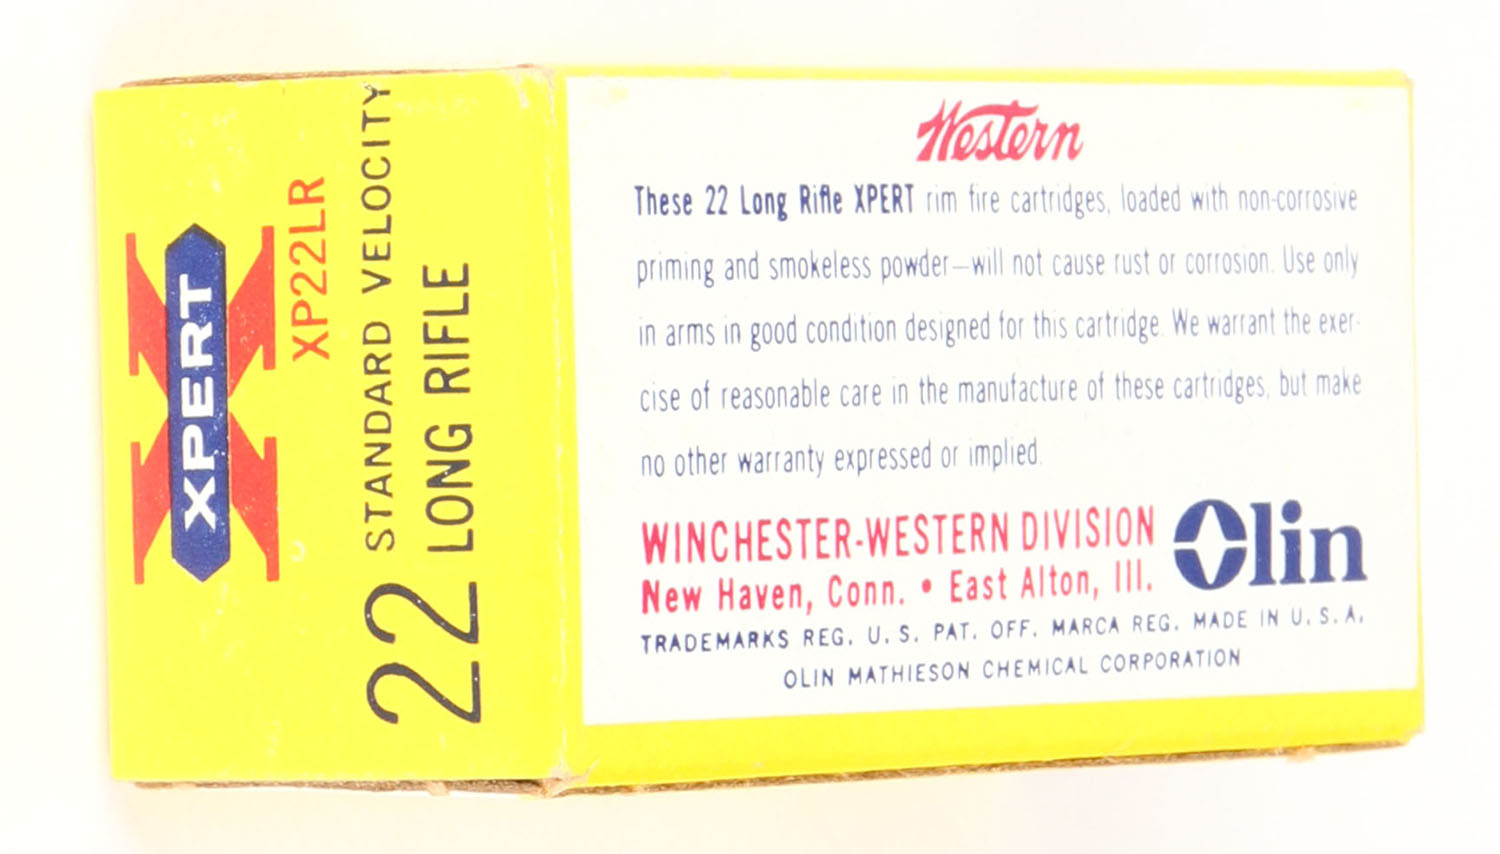 XPERT
XP22LR
22 STANDARD VELOCITY
LONG RIFLE
Western
These 22 Long Rifle XPERT rim fire cartridges, loaded with non-corrosive
priming and smokeless powder—will not cause rust or corrosion. Use only
in arms in good condition designed for this cartridge. We warrant the exer-
cise of reasonable care in the manufacture of these cartridges, but make
no other warranty expressed or implied.
WINCHESTER-WESTERN DIVISION
New Haven, Conn. • East Alton, Ill.
Olin
TRADEMARKS REG. U.S. PAT. OFF. MARCA REG. MADE IN U.S.A.
OLIN MATHIESON CHEMICAL CORPORATION